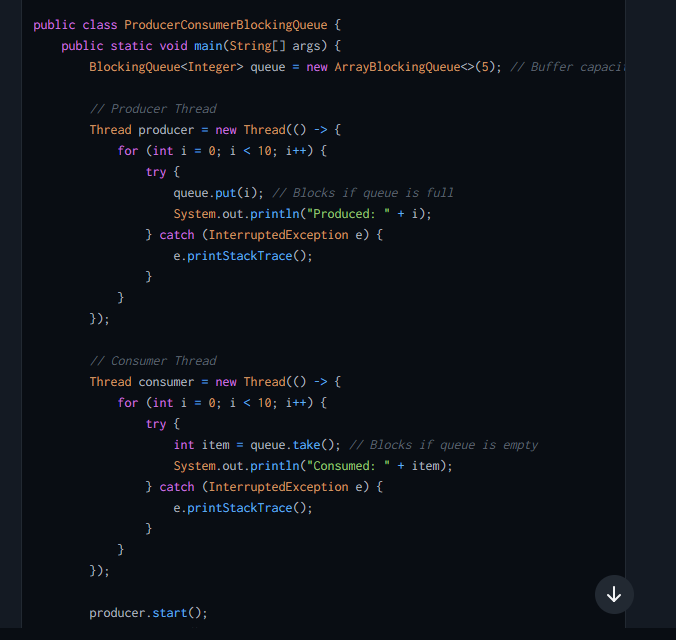 public class ProducerConsumerBlockingQueue {
    public static void main(String[] args) {
        BlockingQueue<Integer> queue = new ArrayBlockingQueue<>(5); // Buffer capaci

        // Producer Thread
        Thread producer = new Thread(() -> {
            for (int i = 0; i < 10; i++) {
                try {
                    queue.put(i); // Blocks if queue is full
                    System.out.println("Produced: " + i);
                } catch (InterruptedException e) {
                    e.printStackTrace();
                }
            }
        });

        // Consumer Thread
        Thread consumer = new Thread(() -> {
            for (int i = 0; i < 10; i++) {
                try {
                    int item = queue.take(); // Blocks if queue is empty
                    System.out.println("Consumed: " + item);
                } catch (InterruptedException e) {
                    e.printStackTrace();
                }
            }
        });

        producer.start();